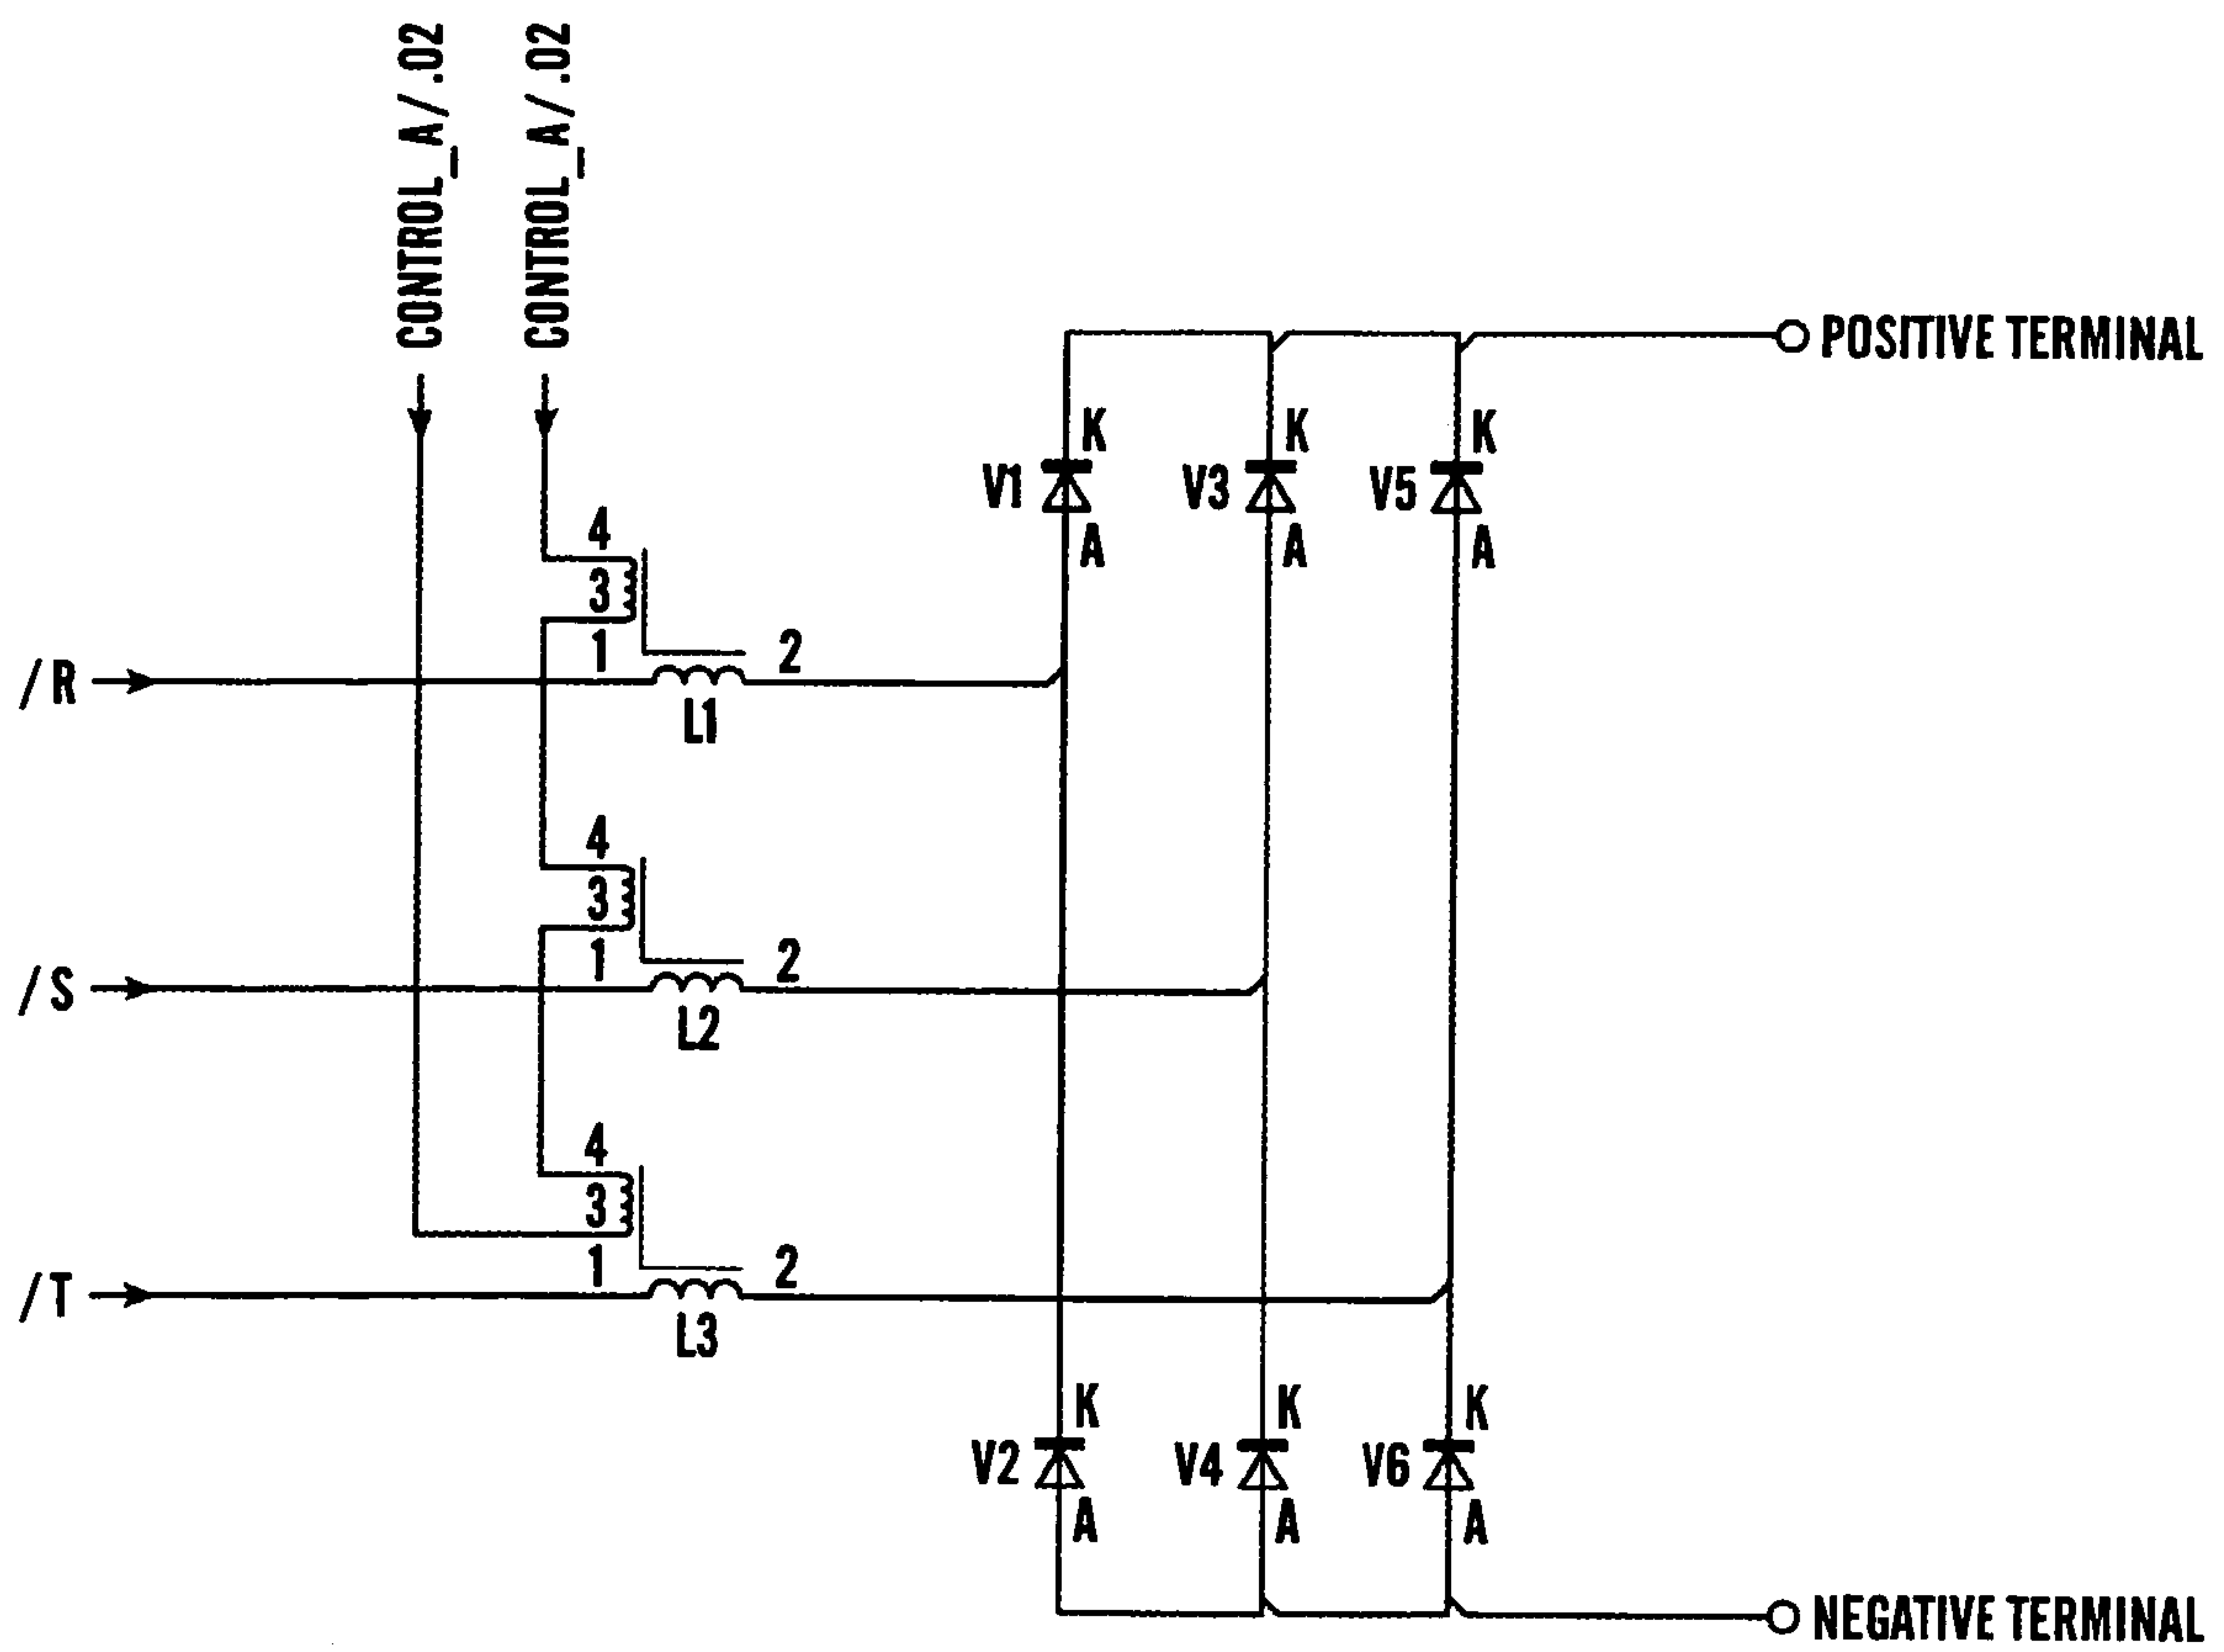 CONTROL_A/.02
CONTROL_A/.02
POSITIVE TERMINAL
K
K
K
V1
V3
V5
A
A
A
4
3
1
2
/R
L1
4
3
1
2
/S
L2
4
3
1
2
/T
L3
K
K
K
V2
V4
V6
A
A
A
NEGATIVE TERMINAL